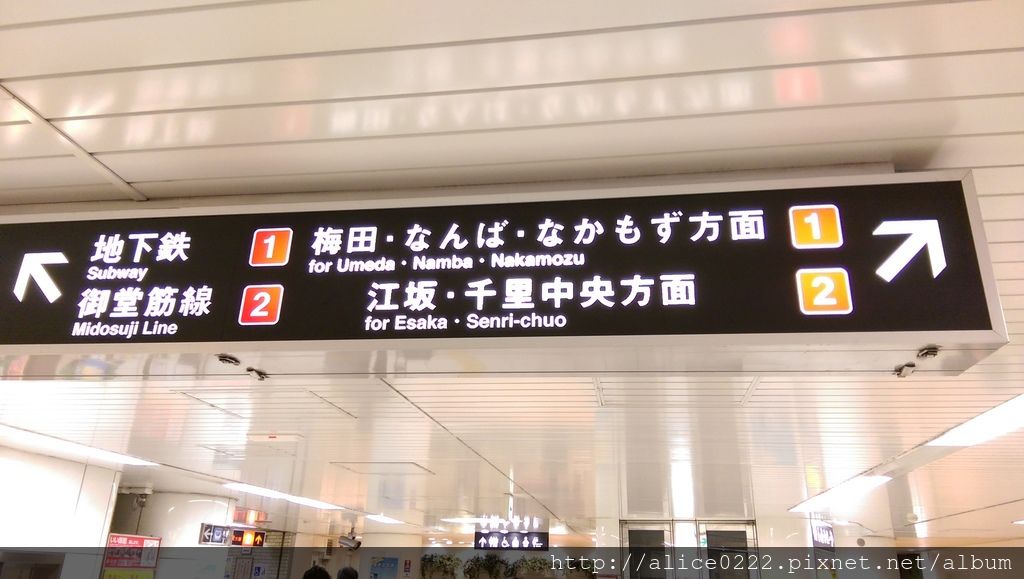 地下鉄
Subway
御堂筋線
Midosuji Line
1
2
梅田・なんば・なかもず方面
for Umeda・Namba・Nakamozu
江坂・千里中央方面
for Esaka・Senri-chuo
1
2
http://alice0222.pixnet.net/album